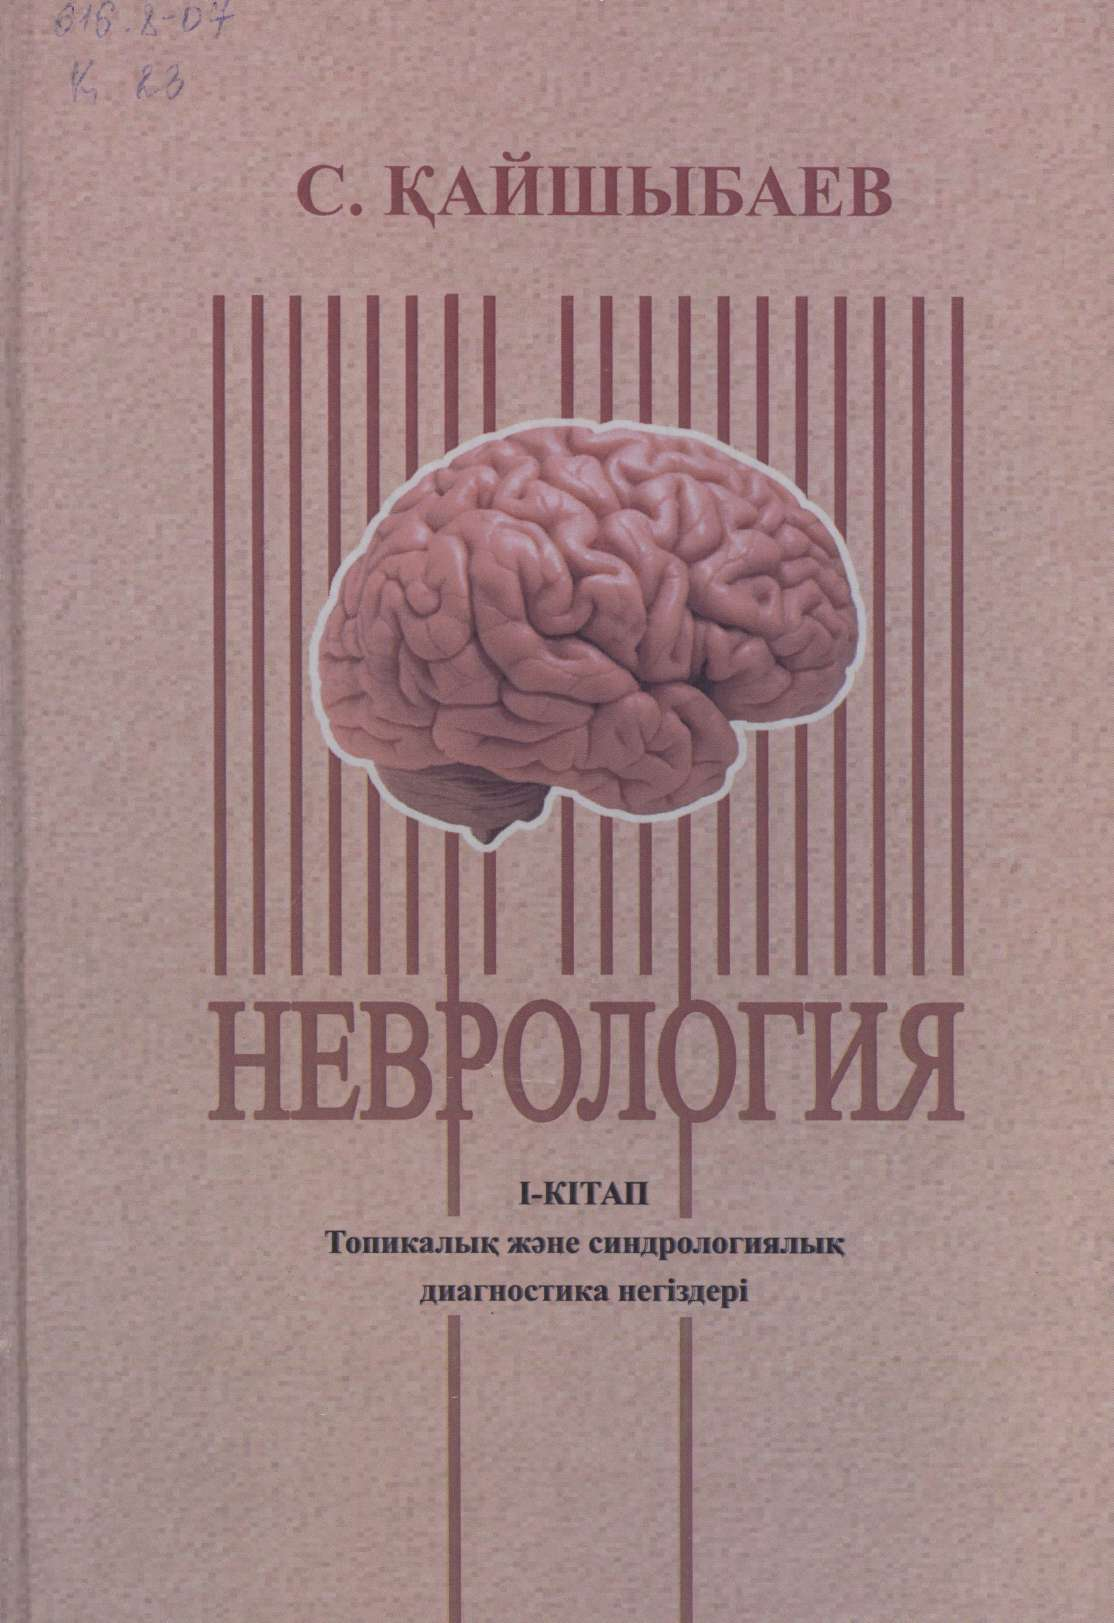 616.8-07
Қ 23
С. ҚАЙШЫБАЕВ
НЕВРОЛОГИЯ
І-КІТАП
Топикалық және синдрологиялық
диагностика негіздері